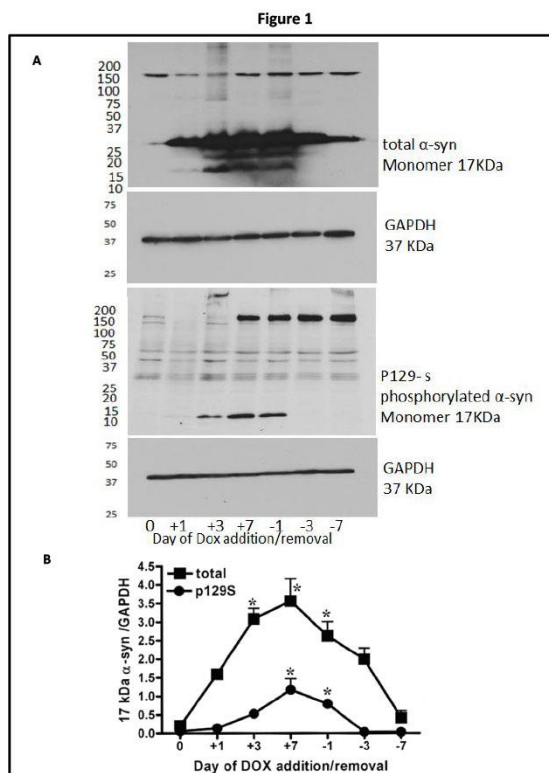 Figure 1
A
200
150
100
75
50
37
25
20
15
10
total α-syn
Monomer 17KDa
75
50
37
25
GAPDH
37 KDa
200
150
100
75
50
37
25
20
15
10
P129-s
phosphorylated α-syn
Monomer 17KDa
75
50
37
25
GAPDH
37 KDa
0 +1 +3 +7 -1 -3 -7
Day of Dox addition/removal
B
17 kDa α-syn /GAPDH
4.5
4.0
3.5
3.0
2.5
2.0
1.5
1.0
0.5
0.0
total
p129S
* * *
* *
0 +1 +3 +7 -1 -3 -7
Day of DOX addition/removal